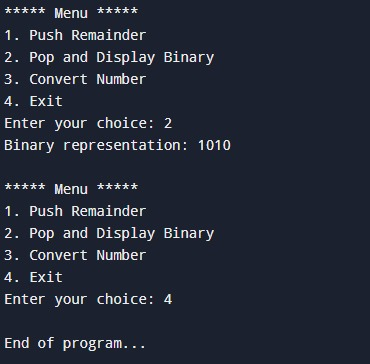 ***** Menu *****
1. Push Remainder
2. Pop and Display Binary
3. Convert Number
4. Exit
Enter your choice: 2
Binary representation: 1010
***** Menu *****
1. Push Remainder
2. Pop and Display Binary
3. Convert Number
4. Exit
Enter your choice: 4
End of program...